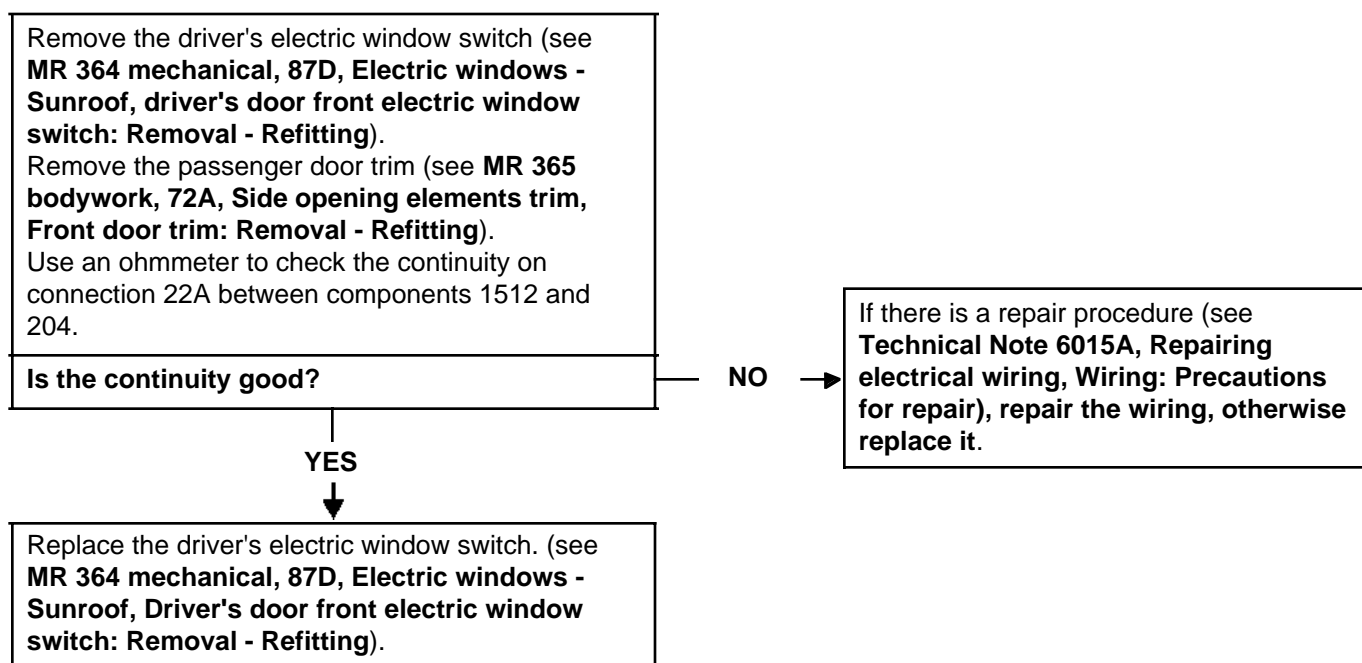 Remove the driver's electric window switch (see
MR 364 mechanical, 87D, Electric windows -
Sunroof, driver's door front electric window
switch: Removal - Refitting).
Remove the passenger door trim (see MR 365
bodywork, 72A, Side opening elements trim,
Front door trim: Removal - Refitting).
Use an ohmmeter to check the continuity on
connection 22A between components 1512 and
204.
Is the continuity good?
NO
If there is a repair procedure (see
Technical Note 6015A, Repairing
electrical wiring, Wiring: Precautions
for repair), repair the wiring, otherwise
replace it.
YES
Replace the driver's electric window switch. (see
MR 364 mechanical, 87D, Electric windows -
Sunroof, Driver's door front electric window
switch: Removal - Refitting).